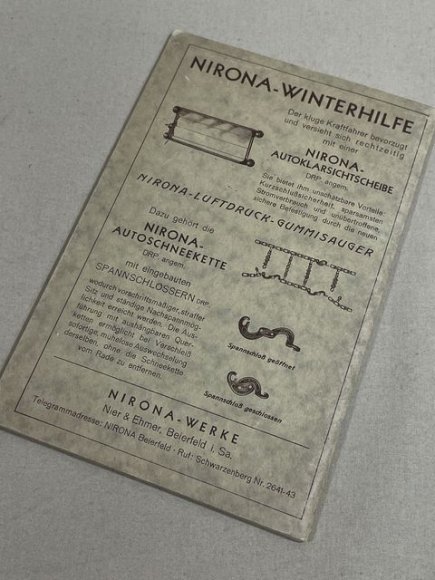 NIRONA-WINTERHILFE
Der kluge Kraftfahrer bevorzugt
und versieht sich rechtzeitig
mit einer
NIRONA-
AUTOKLARSICHTSCHEIBE
DRP. angem.
Sie bietet ihm unschätzbare Vorteile:
Kurzschlußsicherheit, sparsamsten
Stromverbrauch und unübertroffene,
sichere Befestigung durch die neuen
NIRONA-LUFTDRUCK-GUMMISAUGER
Dazu gehört die
NIRONA-
AUTOSCHNEEKETTE
DRP. angem.
mit eingebauten
SPANNSCHLÖSSERN DRP.
wodurch vorschriftsmäßiger, straffer
Sitz und ständige Nachspannmög-
lichkeit erreicht werden. Die Aus-
führung mit aushängbaren Quer-
ketten ermöglicht bei Verschleiß
sofortige, mühelose Auswechselung
derselben, ohne die Schneekette
vom Rade zu entfernen.
Spannschloß geöffnet
Spannschloß geschlossen
NIRONA-WERKE
Nier & Ehmer, Beierfeld i. Sa.
Telegrammadresse: NIRONA Beierfeld · Ruf: Schwarzenberg Nr. 2641-43